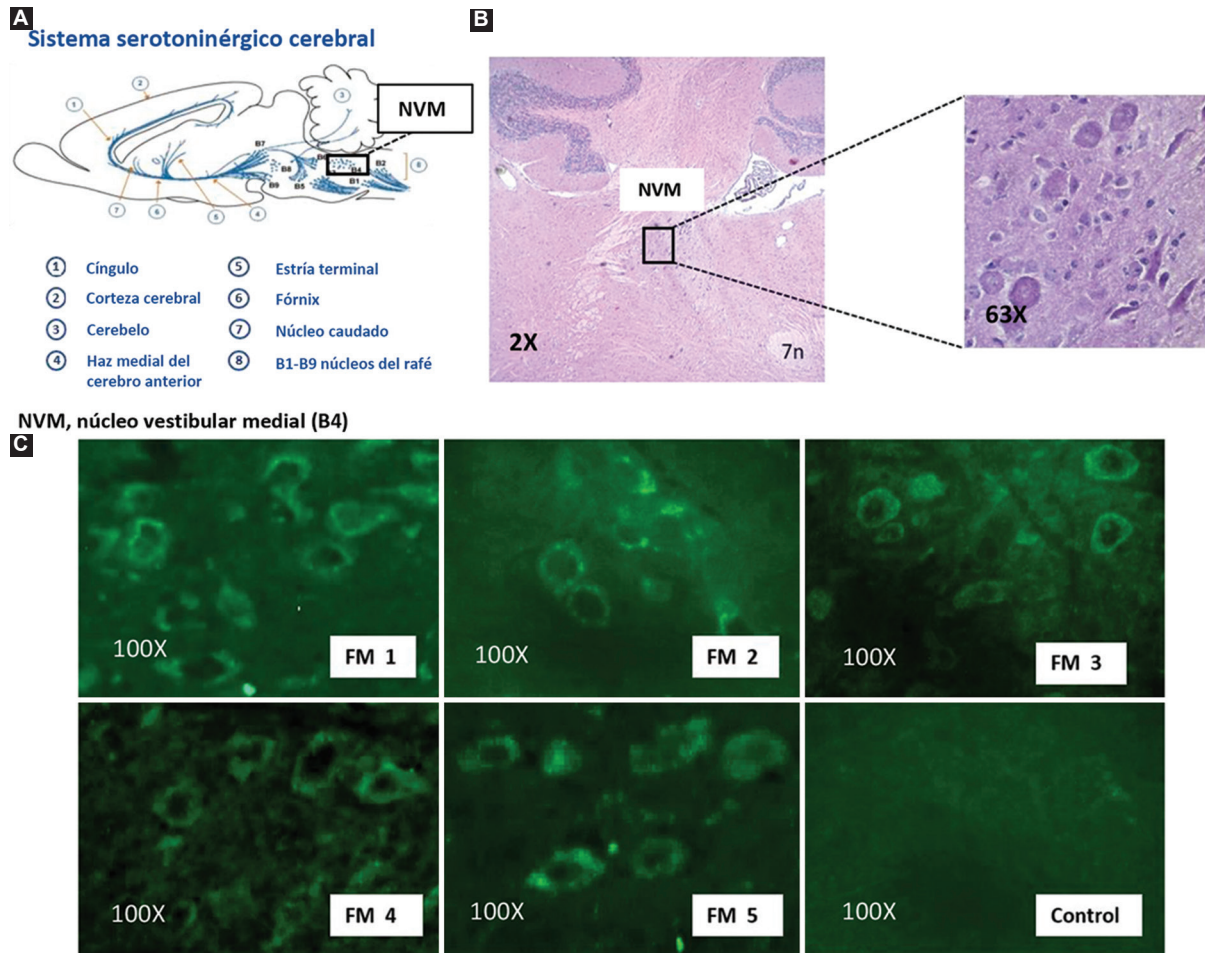 A
Sistema serotoninérgico cerebral
2
1
3
NVM
B7
B6
B8
B4
B2
8
B9
B5
B1
7
6
5
4
1 Cíngulo
2 Corteza cerebral
3 Cerebelo
4 Haz medial del
cerebro anterior
5 Estría terminal
6 Fórnix
7 Núcleo caudado
8 B1-B9 núcleos del rafé
NVM, núcleo vestibular medial (B4)
B
NVM
2X
7n
63X
C
100X
FM 1
100X
FM 2
100X
FM 3
100X
FM 4
100X
FM 5
100X
Control